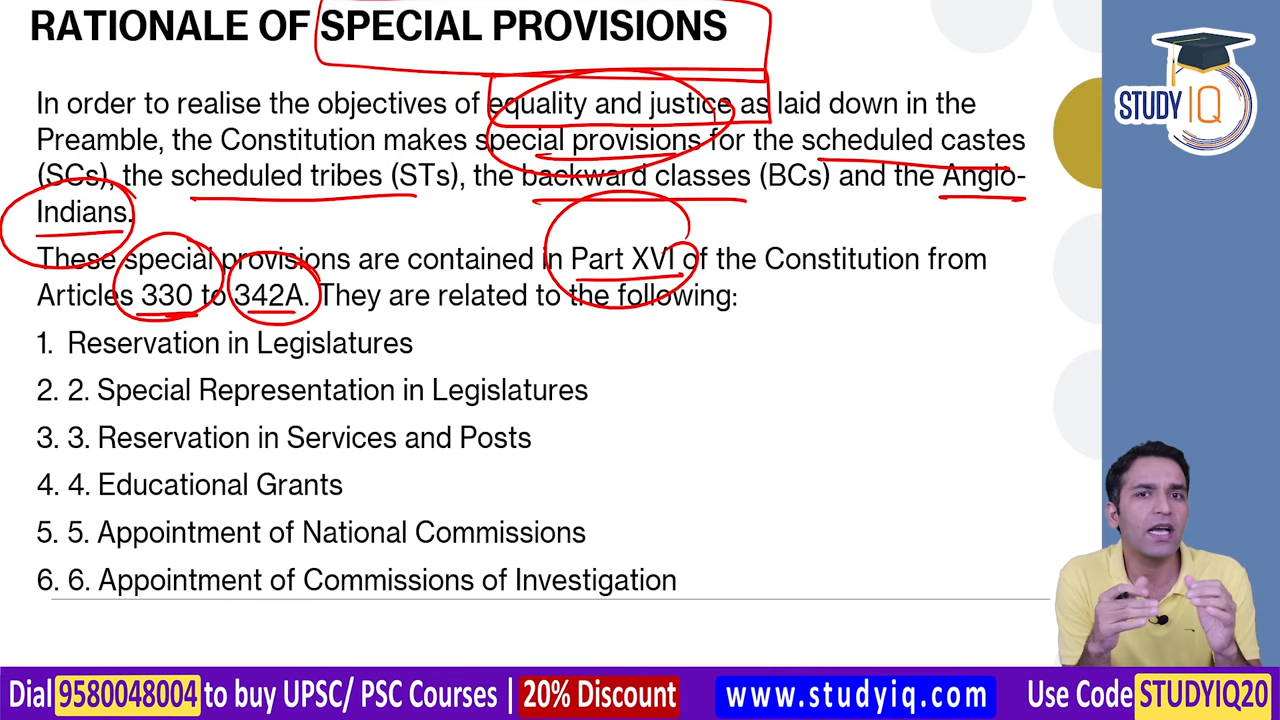 RATIONALE OF SPECIAL PROVISIONS
In order to realise the objectives of equality and justice as laid down in the
Preamble, the Constitution makes special provisions for the scheduled castes
(SCs), the scheduled tribes (STs), the backward classes (BCs) and the Anglo-
Indians.
These special provisions are contained in Part XVI of the Constitution from
Articles 330 to 342A. They are related to the following:
1. Reservation in Legislatures
2. 2. Special Representation in Legislatures
3. 3. Reservation in Services and Posts
4. 4. Educational Grants
5. 5. Appointment of National Commissions
6. 6. Appointment of Commissions of Investigation
STUDY IQ
Dial 9580048004 to buy UPSC/ PSC Courses | 20% Discount www.studyiq.com Use Code STUDYIQ20